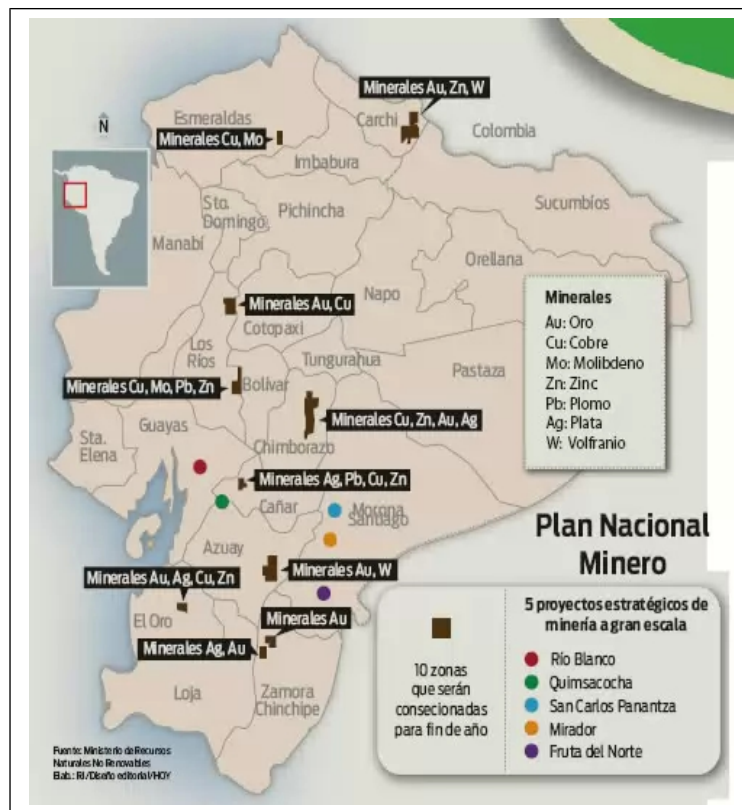 Minerales Au, Zn, W
Esmeraldas
Carchi
Colombia
N
Minerales Cu, Mo
Imbabura
Sto.
Domingo
Pichincha
Sucumbíos
Manabí
Orellana
Napo
Minerales Au, Cu
Cotopaxi
Los
Ríos
Tungurahua
Pastaza
Minerales Cu, Mo, Pb, Zn
Bolívar
Minerales
Au: Oro
Cu: Cobre
Mo: Molibdeno
Zn: Zinc
Pb: Plomo
Ag: Plata
W: Volfranio
Guayas
Minerales Cu, Zn, Au, Ag
Sta.
Elena
Chimborazo
Minerales Ag, Pb, Cu, Zn
Cañar
Morona
Santiago
Azuay
Minerales Au, W
Minerales Au, Ag, Cu, Zn
El Oro
Minerales Au
Minerales Ag, Au
Loja
Zamora
Chinchipe
Plan Nacional
Minero
10 zonas
que serán
consecionadas
para fin de año
5 proyectos estratégicos de
minería a gran escala
Río Blanco
Quimsacocha
San Carlos Panantza
Mirador
Fruta del Norte
Fuente: Ministerio de Recursos
Naturales No Renovables
Elab.: RJ/Diseño editorial/HOY